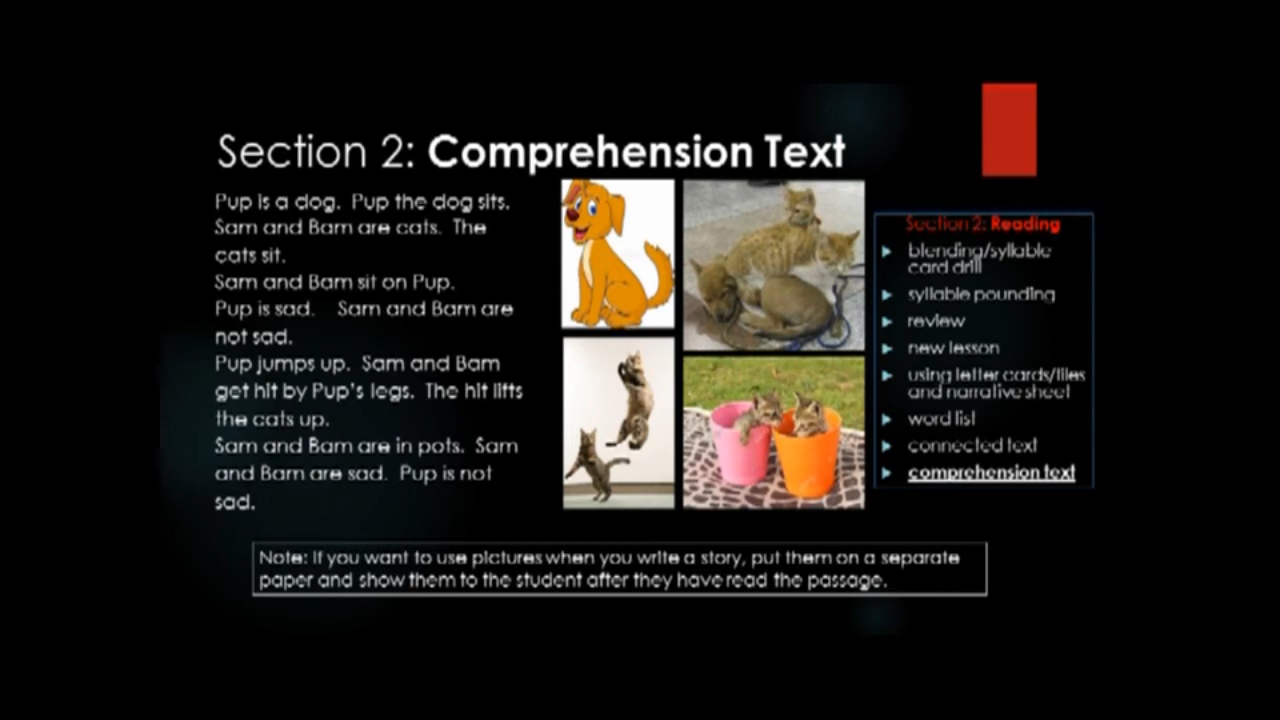 Section 2: Comprehension Text
Pup is a dog. Pup the dog sits.
Sam and Bam are cats. The
cats sit.
Sam and Bam sit on Pup.
Pup is sad. Sam and Bam are
not sad.
Pup jumps up. Sam and Bam
get hit by Pup's legs. The hit lifts
the cats up.
Sam and Bam are in pots. Sam
and Bam are sad. Pup is not
sad.
Section 2: Reading
blending/syllable
card drill
syllable pounding
review
new lesson
using letter cards/tiles
and narrative sheet
word list
connected text
comprehension text
Note: If you want to use pictures when you write a story, put them on a separate
paper and show them to the student after they have read the passage.